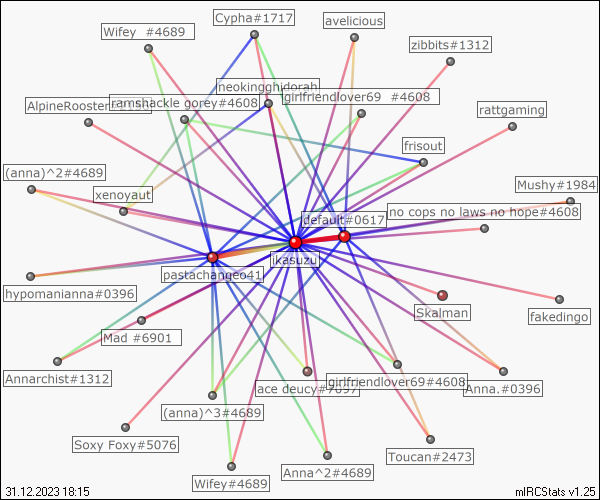 Cypha#1717
avelicious
Wifey #4689
zibbits#1312
neokingghidorah
girlfriendlover69 #4608
AlpineRooster
ramshackle gorey#4608
rattgaming
frisout
(anna)^2#4689
xenoyaut
Mushy#1984
default#0617
no cops no laws no hope#4608
ikasuzu
pastachangeo41
hypomanianna#0396
Skalman
fakedingo
Mad #6901
Annarchist#1312
ace deucy#7097
girlfriendlover69#4608
Anna.#0396
(anna)^3#4689
Soxy Foxy#5076
Toucan#2473
Wifey#4689
Anna^2#4689
31.12.2023 18:15
mIRCStats v1.25